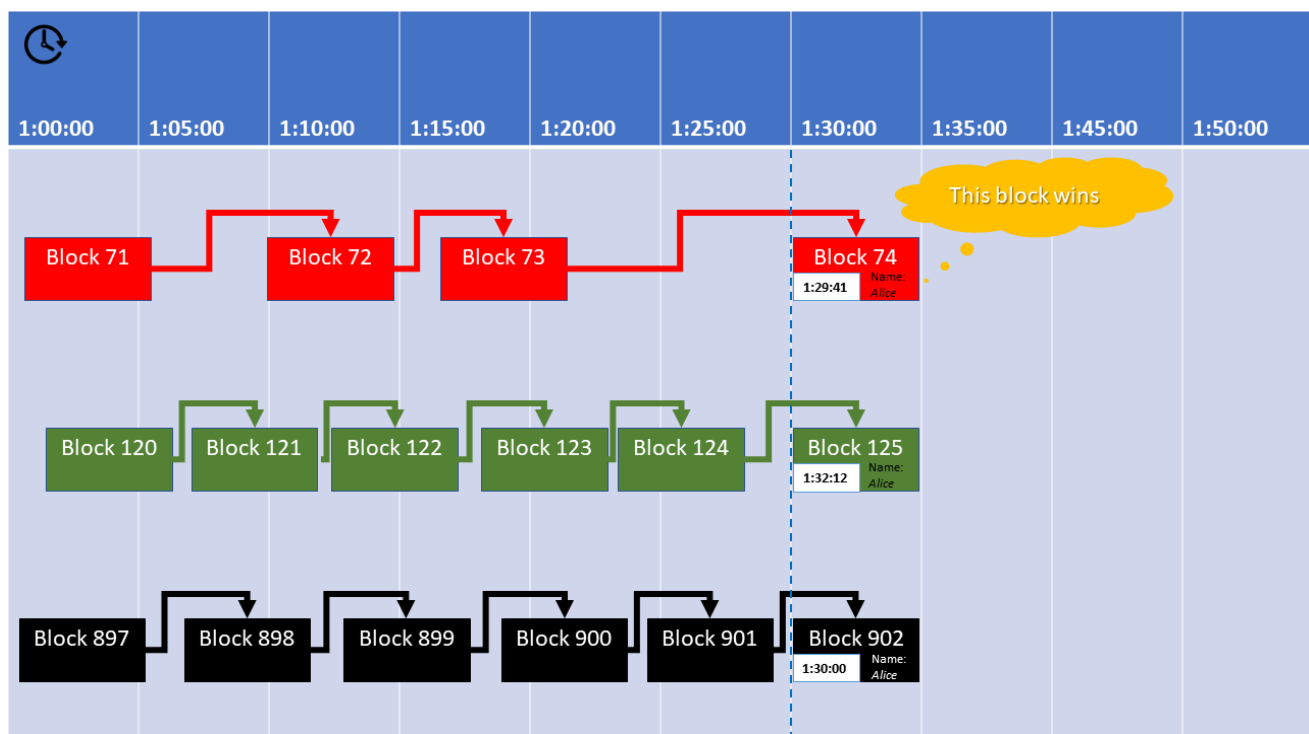 1:00:00 1:05:00 1:10:00 1:15:00 1:20:00 1:25:00 1:30:00 1:35:00 1:45:00 1:50:00
This block wins
Block 71 Block 72 Block 73 Block 74
1:29:41 Name:
Alice
Block 120 Block 121 Block 122 Block 123 Block 124 Block 125
1:32:12 Name:
Alice
Block 897 Block 898 Block 899 Block 900 Block 901 Block 902
1:30:00 Name:
Alice